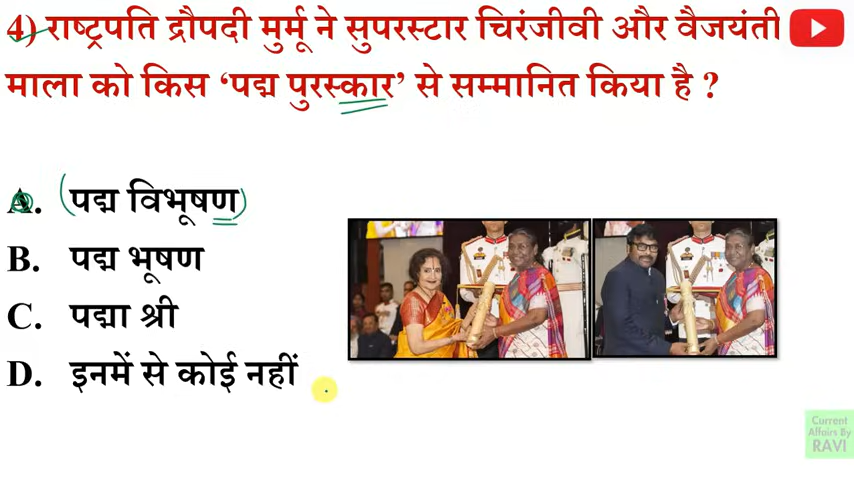 4) राष्ट्रपति द्रौपदी मुर्मू ने सुपरस्टार चिरंजीवी और वैजयंती
माला को किस ‘पद्म पुरस्कार’ से सम्मानित किया है ?
A. पद्म विभूषण
B. पद्म भूषण
C. पद्मा श्री
D. इनमें से कोई नहीं
Current
Affairs By
RAVI